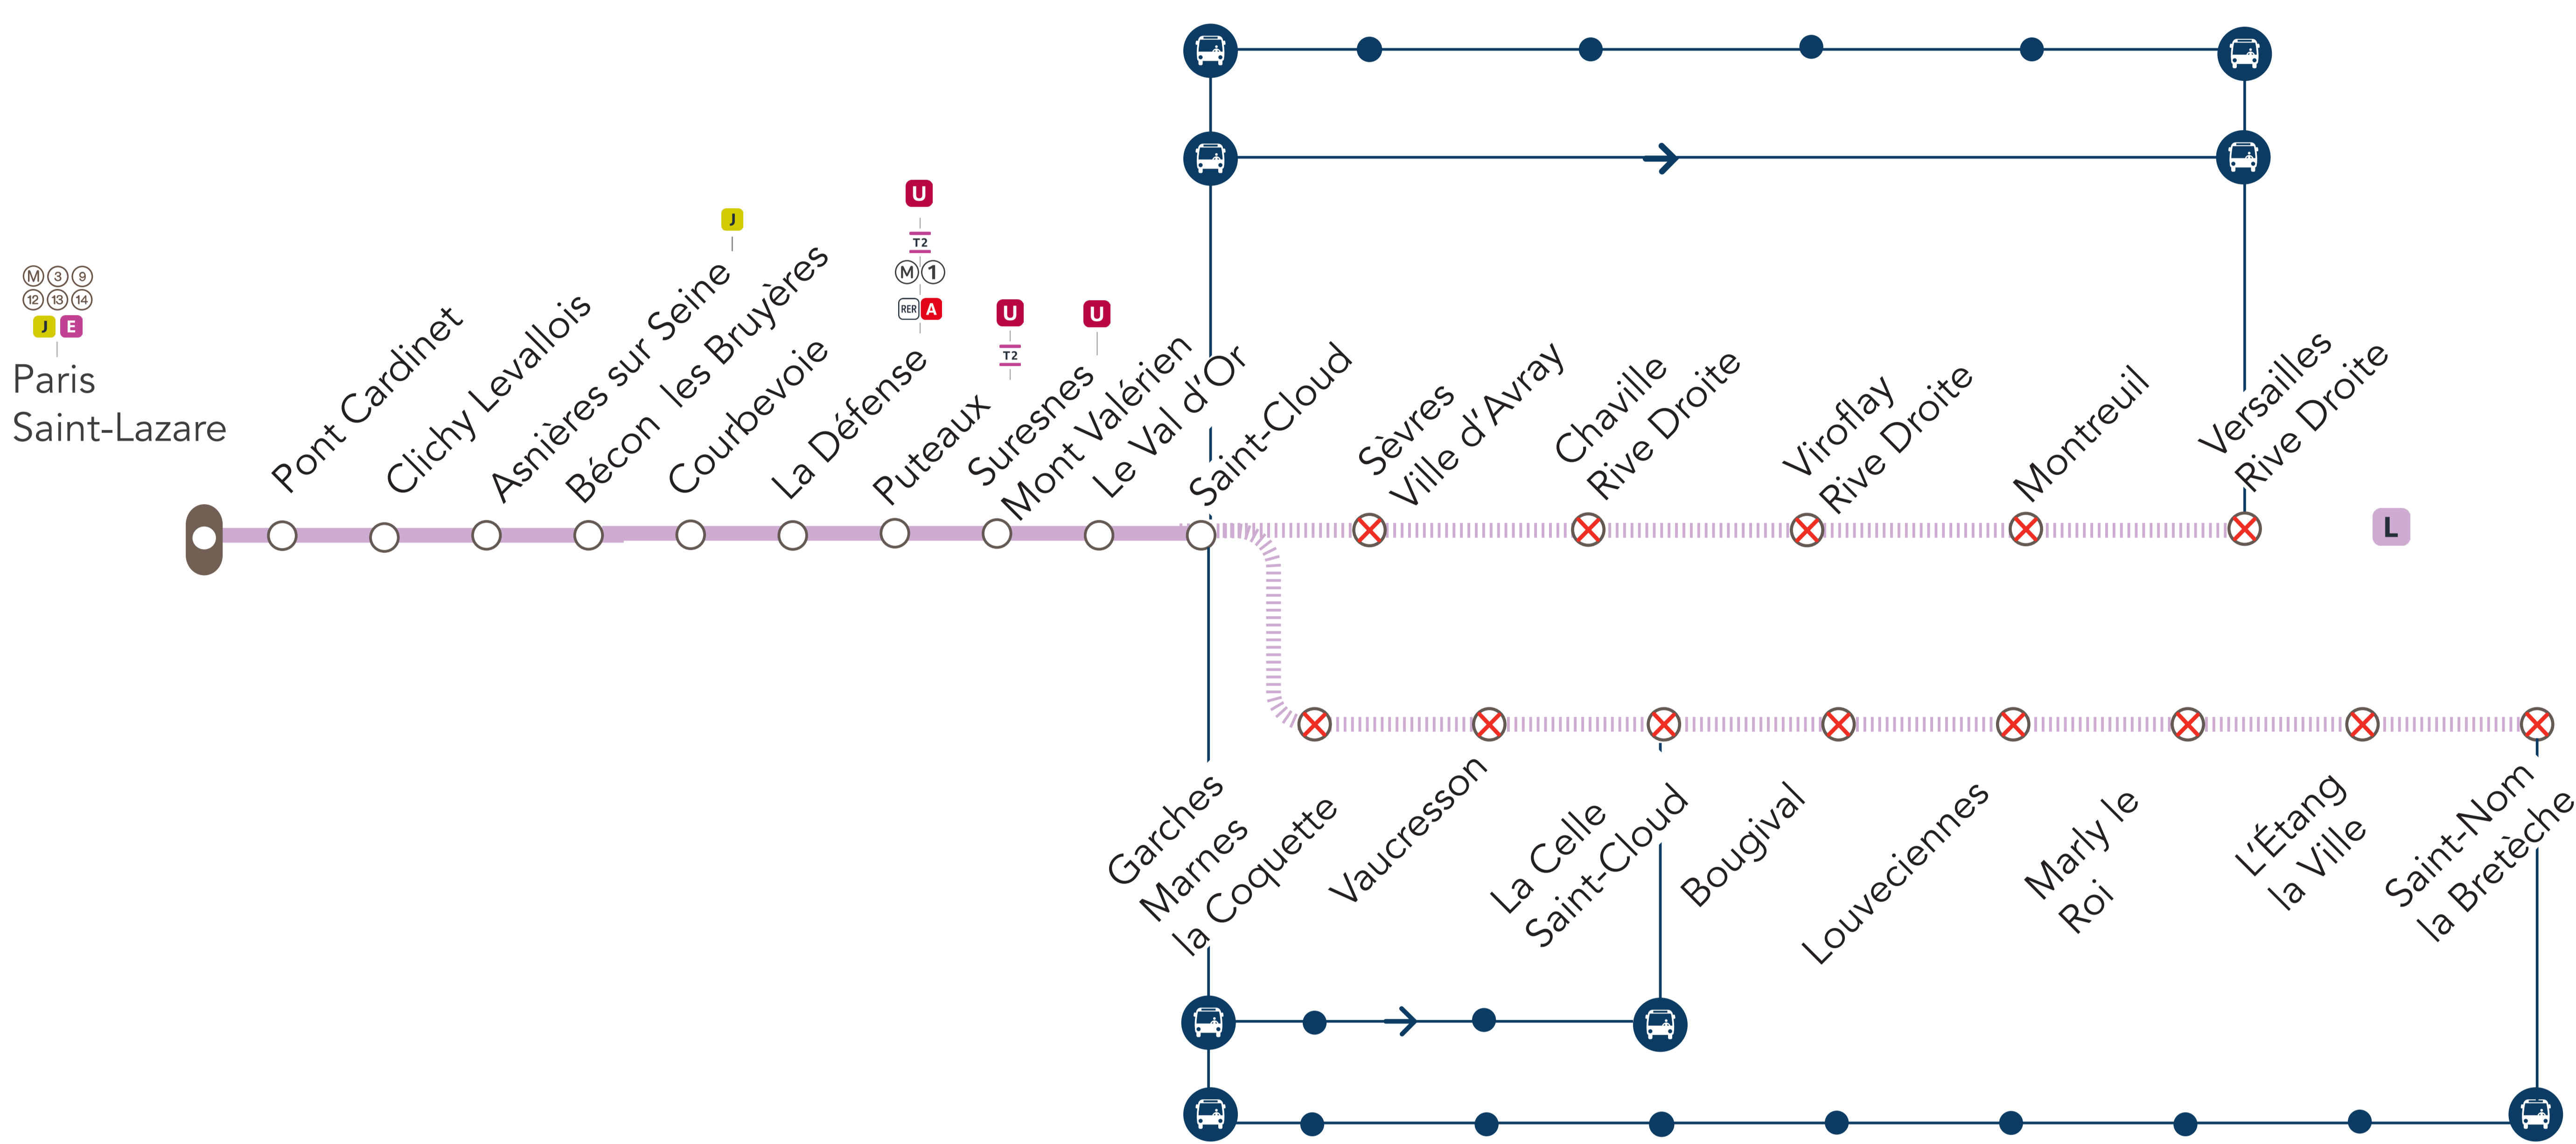 M 3 9
12 13 14
J E
Paris
Saint-Lazare
Pont Cardinet
Clichy Levallois
J
Asnières sur Seine
Bécon les Bruyères
Courbevoie
U
T2
M 1
RER A
La Défense
U
T2
Puteaux
U
Suresnes
Mont Valérien
Le Val d'Or
Saint-Cloud
Sèvres
Ville d'Avray
Chaville
Rive Droite
Viroflay
Rive Droite
Montreuil
Versailles
Rive Droite
L
Garches
Marnes
la Coquette
Vaucresson
La Celle
Saint-Cloud
Bougival
Louveciennes
Marly le
Roi
L'Étang
la Ville
Saint-Nom
la Bretèche